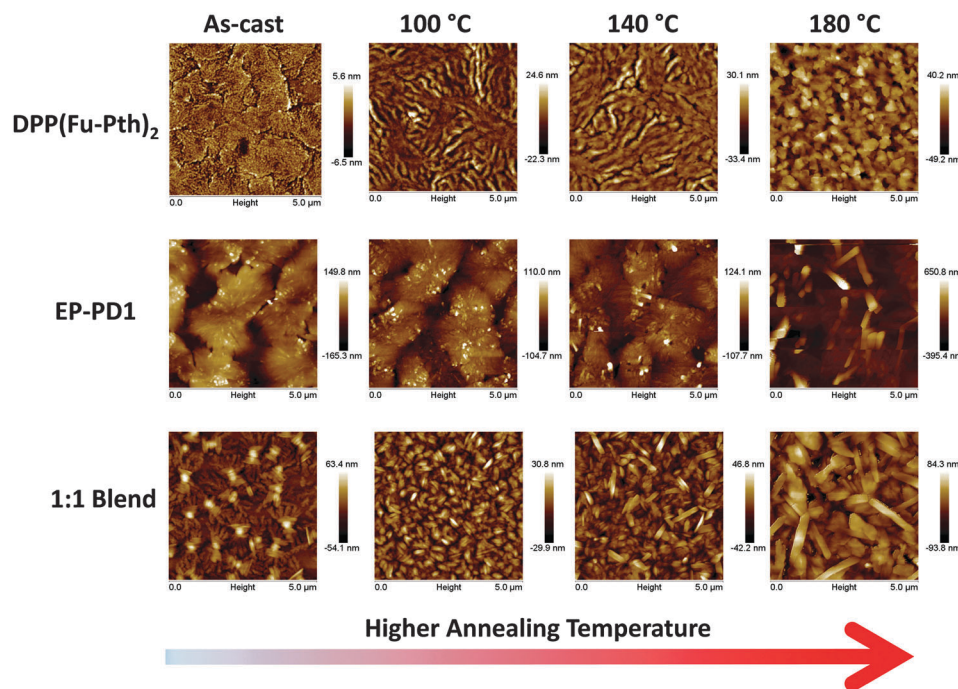 As-cast 100 °C 140 °C 180 °C
DPP(Fu-Pth)₂
5.6 nm 24.6 nm 30.1 nm 40.2 nm
-6.5 nm -22.3 nm -33.4 nm -49.2 nm
0.0 Height 5.0 µm 0.0 Height 5.0 µm 0.0 Height 5.0 µm 0.0 Height 5.0 µm
EP-PD1
149.8 nm 110.0 nm 124.1 nm 650.8 nm
-165.3 nm -104.7 nm -107.7 nm -395.4 nm
0.0 Height 5.0 µm 0.0 Height 5.0 µm 0.0 Height 5.0 µm 0.0 Height 5.0 µm
1:1 Blend
63.4 nm 30.8 nm 46.8 nm 84.3 nm
-54.1 nm -29.9 nm -42.2 nm -93.8 nm
0.0 Height 5.0 µm 0.0 Height 5.0 µm 0.0 Height 5.0 µm 0.0 Height 5.0 µm
Higher Annealing Temperature